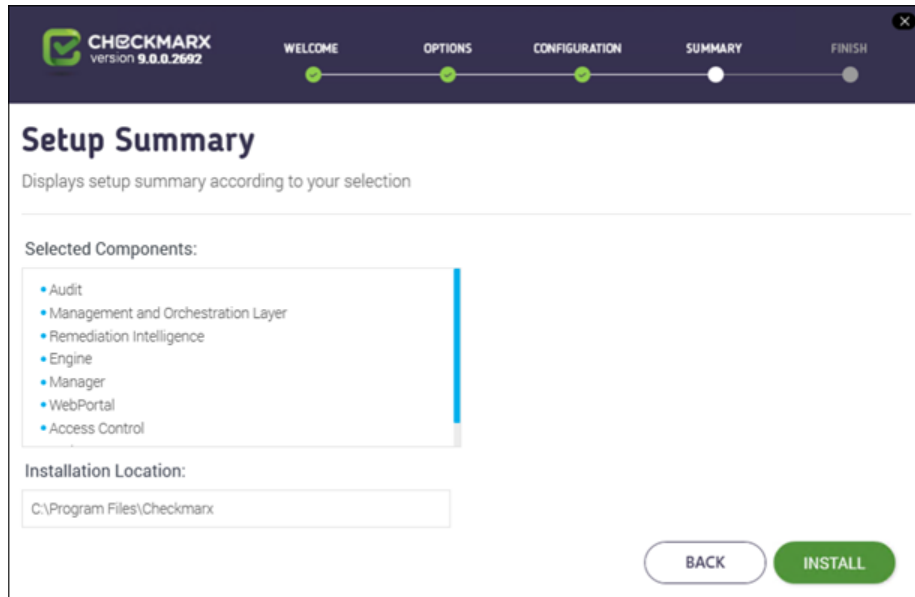 CHECKMARX
version 9.0.0.2692
WELCOME
OPTIONS
CONFIGURATION
SUMMARY
FINISH
Setup Summary
Displays setup summary according to your selection
Selected Components:
• Audit
• Management and Orchestration Layer
• Remediation Intelligence
• Engine
• Manager
• WebPortal
• Access Control
Installation Location:
C:\Program Files\Checkmarx
BACK
INSTALL